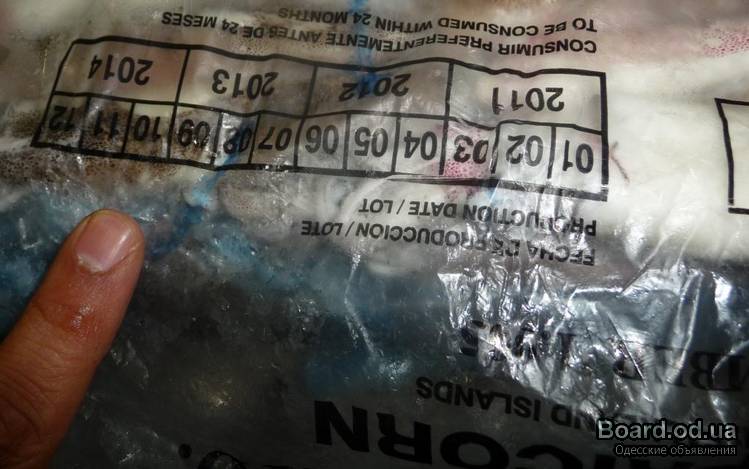 CORN
ND ISLANDS
FECHA DE PRODUCCION / LOTE
PRODUCTION DATE / LOT
01 02 03 04 05 06 07 08 09 10 11 12
2011 2012 2013 2014
CONSUMIR PREFERENTEMENTE ANTES DE 24 MESES
TO BE CONSUMED WITHIN 24 MONTHS
Board.od.ua
Одесские объявления